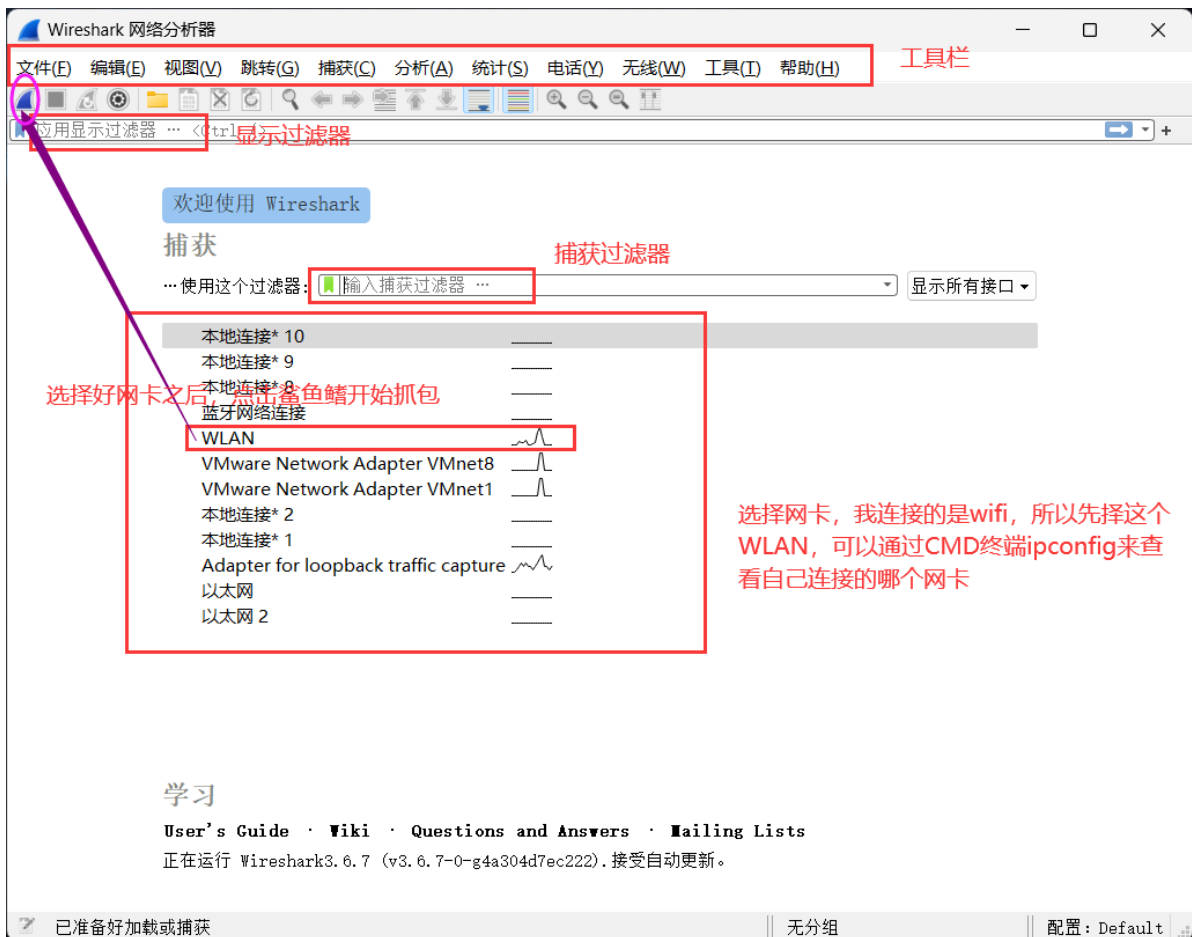 Wireshark 网络分析器
文件(F) 编辑(E) 视图(V) 跳转(G) 捕获(C) 分析(A) 统计(S) 电话(Y) 无线(W) 工具(T) 帮助(H)
工具栏
应用显示过滤器 … <Ctrl-/>
显示过滤器
欢迎使用 Wireshark
捕获
捕获过滤器
…使用这个过滤器:
输入捕获过滤器 …
显示所有接口
本地连接* 10
本地连接* 9
本地连接* 8
选择好网卡之后,点击鲨鱼鳍开始抓包
蓝牙网络连接
WLAN
VMware Network Adapter VMnet8
VMware Network Adapter VMnet1
本地连接* 2
本地连接* 1
Adapter for loopback traffic capture
以太网
以太网 2
选择网卡,我连接的是wifi,所以先择这个
WLAN,可以通过CMD终端ipconfig来查
看自己连接的哪个网卡
学习
User's Guide · Wiki · Questions and Answers · Mailing Lists
正在运行 Wireshark3.6.7 (v3.6.7-0-g4a304d7ec222).接受自动更新。
已准备好加载或捕获
无分组
配置:Default